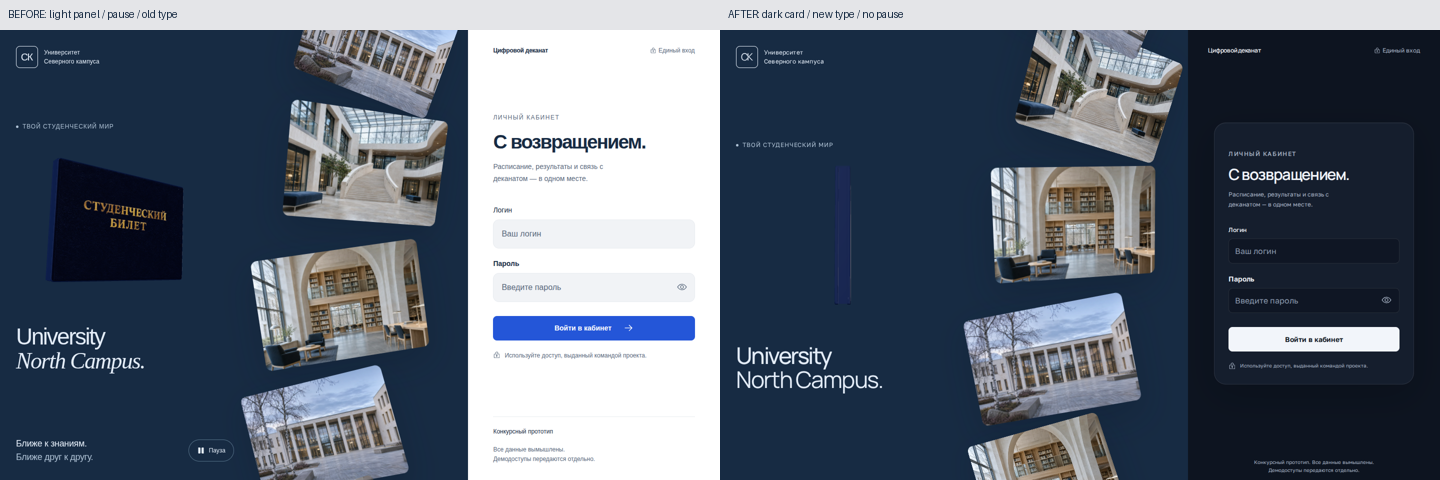 BEFORE: light panel / pause / old type
СК
Университет
Северного кампуса
ТВОЙ СТУДЕНЧЕСКИЙ МИР
СТУДЕНЧЕСКИЙ
БИЛЕТ
University
North Campus.
Ближе к знаниям.
Ближе друг к другу.
Пауза
Цифровой деканат
Единый вход
ЛИЧНЫЙ КАБИНЕТ
С возвращением.
Расписание, результаты и связь с
деканатом — в одном месте.
Логин
Ваш логин
Пароль
Введите пароль
Войти в кабинет
Используйте доступ, выданный командой проекта.
Конкурсный прототип
Все данные вымышлены.
Демодоступы передаются отдельно.
AFTER: dark card / new type / no pause
СК
Университет
Северного кампуса
ТВОЙ СТУДЕНЧЕСКИЙ МИР
University
North Campus.
Цифровой деканат
Единый вход
ЛИЧНЫЙ КАБИНЕТ
С возвращением.
Расписание, результаты и связь с
деканатом — в одном месте.
Логин
Ваш логин
Пароль
Введите пароль
Войти в кабинет
Используйте доступ, выданный командой проекта.
Конкурсный прототип. Все данные вымышлены.
Демодоступы передаются отдельно.